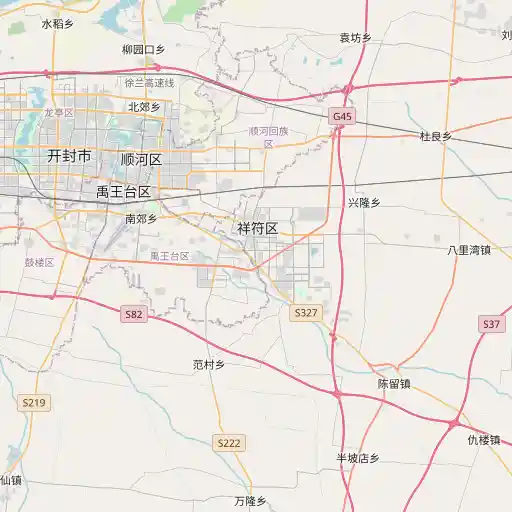 水稻乡
柳园口乡
袁坊乡
刘
徐兰高速线
北郊乡
龙亭区
G45
顺河回族
区
杜良乡
开封市
顺河区
禹王台区
兴隆乡
南郊乡
祥符区
八里湾镇
禹王台区
鼓楼区
S82
S327
S37
范村乡
陈留镇
S219
S222
仇楼镇
半坡店乡
仙镇
万隆乡